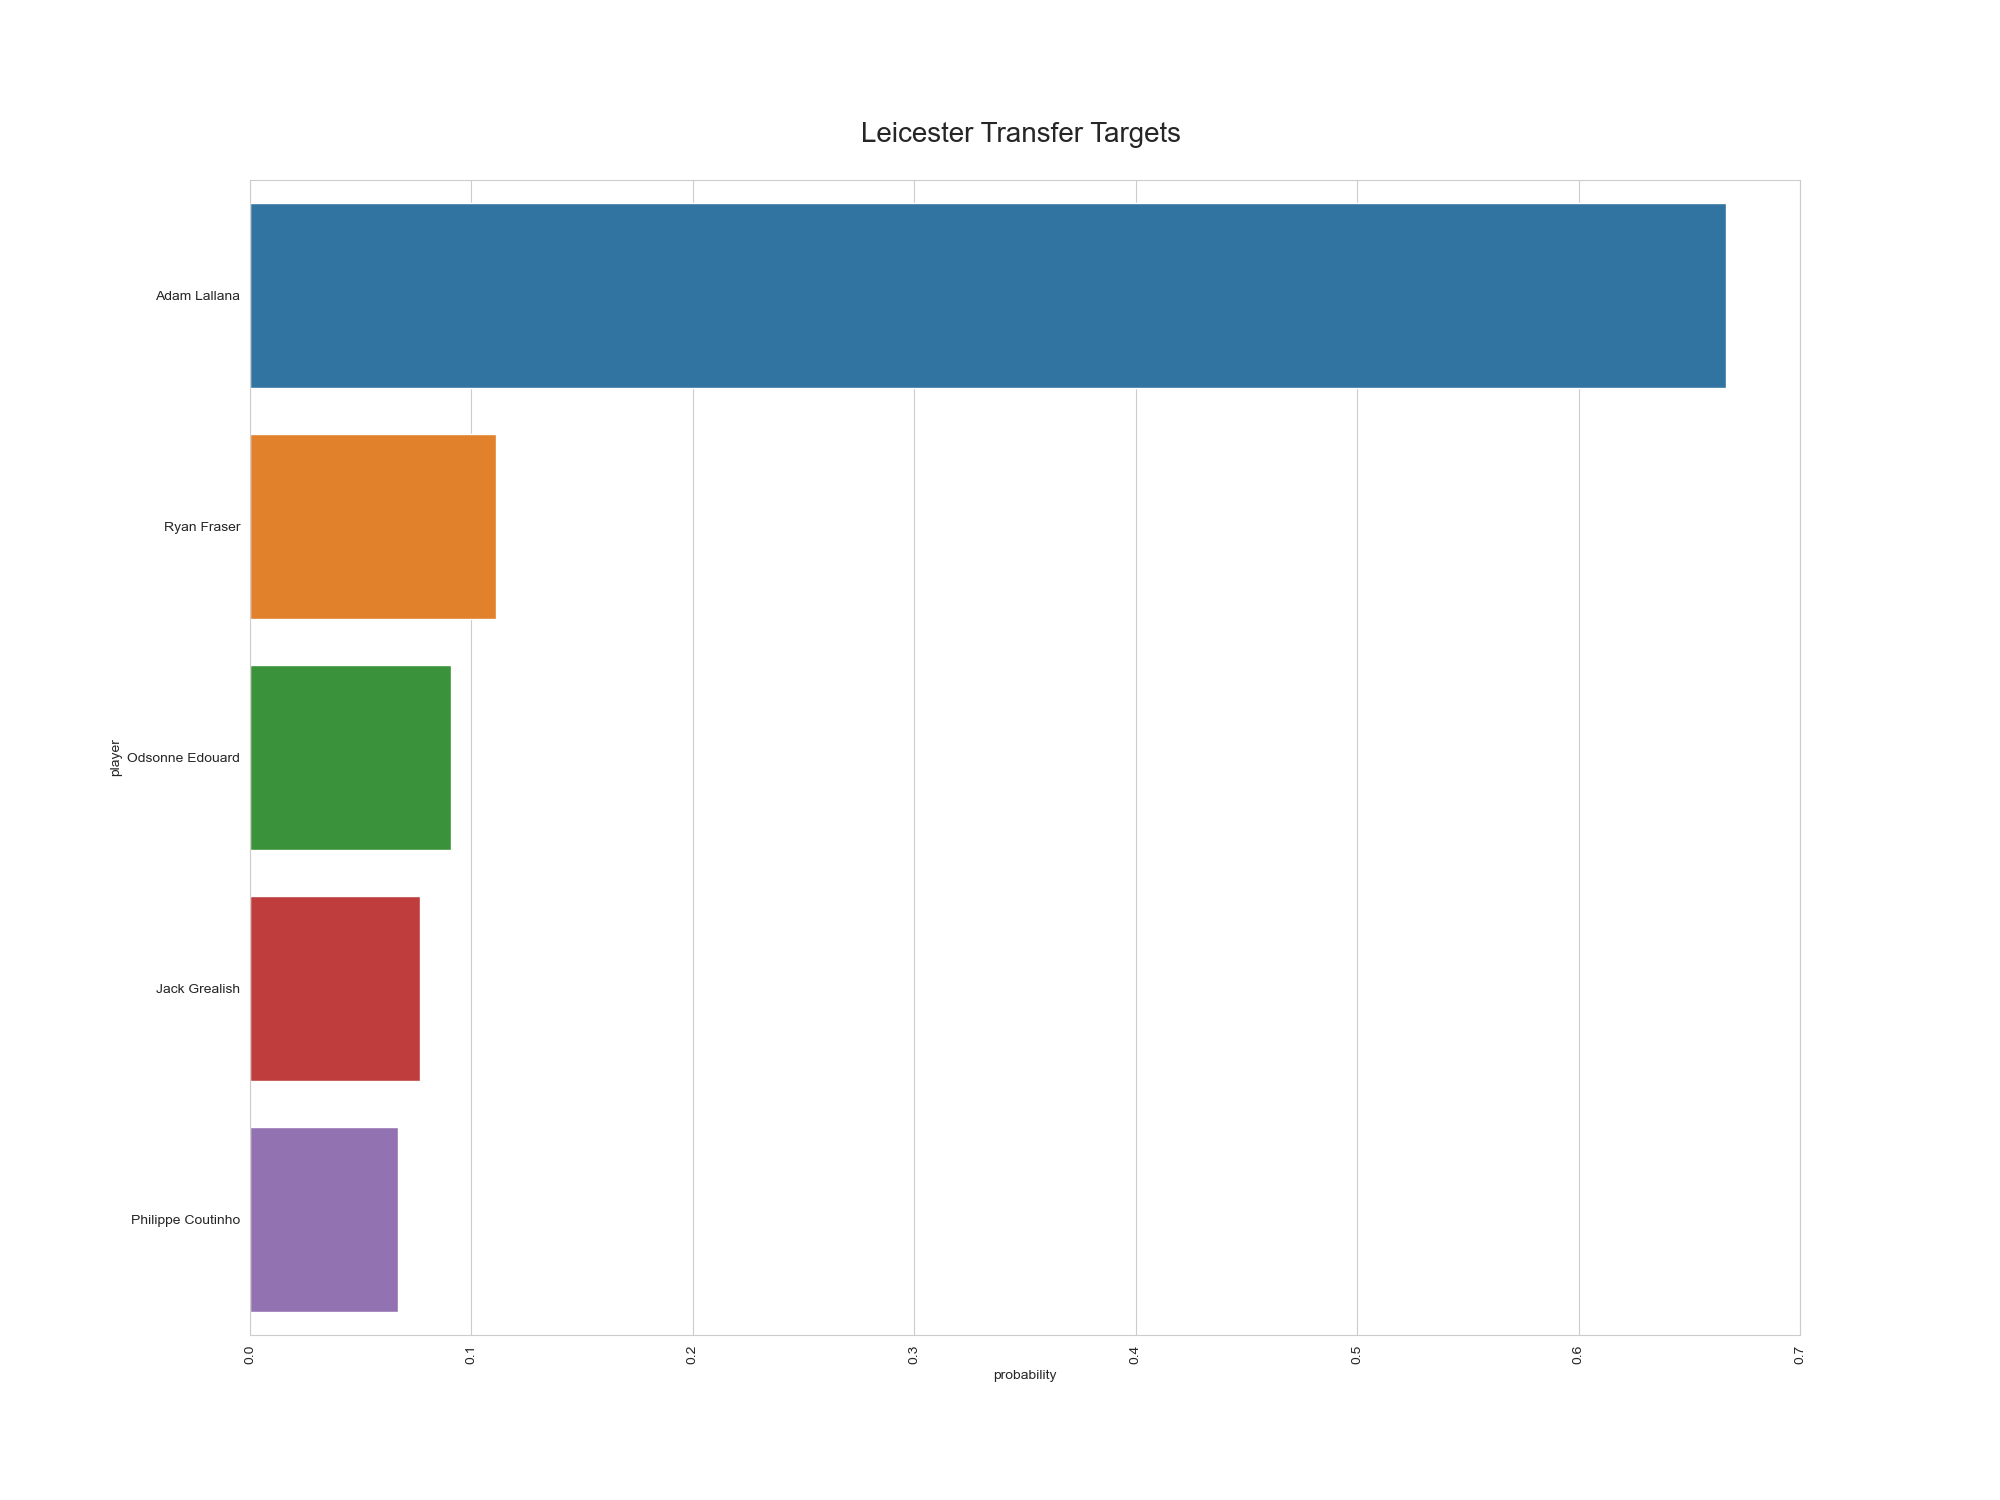 Leicester Transfer Targets
Adam Lallana
Ryan Fraser
Odsonne Edouard
Jack Grealish
Philippe Coutinho
player
0.0
0.1
0.2
0.3
0.4
0.5
0.6
0.7
probability